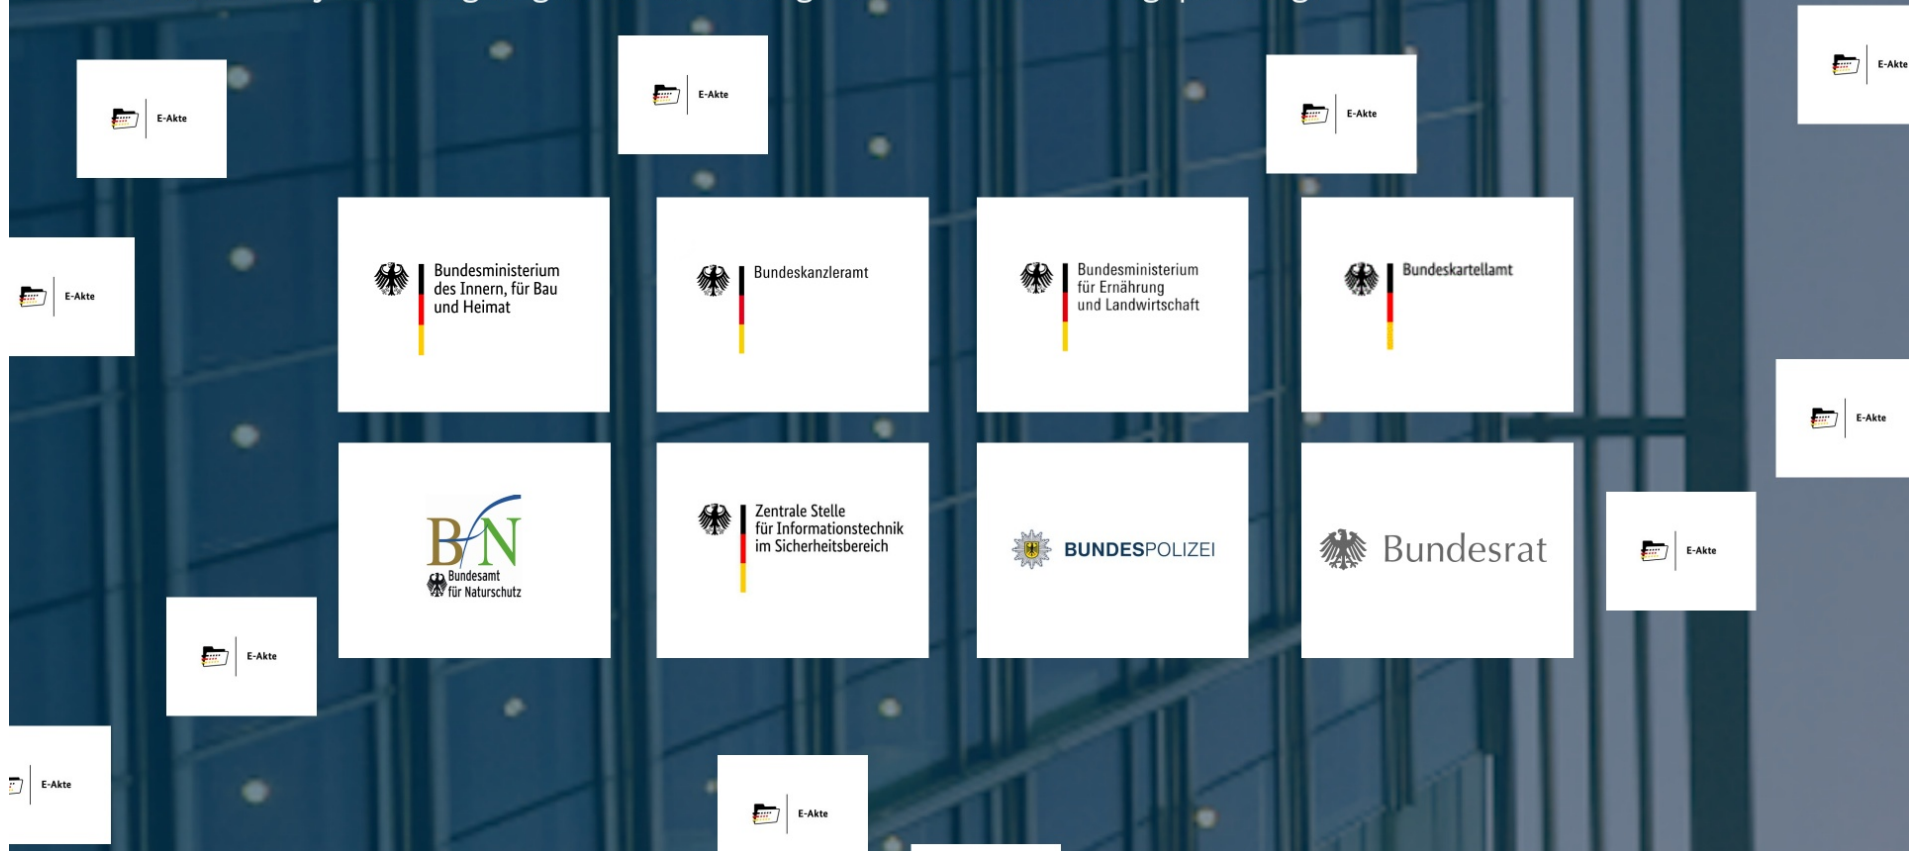 E-Akte
E-Akte
E-Akte
E-Akte
Bundesministerium
des Innern, für Bau
und Heimat
Bundeskanzleramt
Bundesministerium
für Ernährung
und Landwirtschaft
Bundeskartellamt
E-Akte
E-Akte
BfN
Bundesamt
für Naturschutz
Zentrale Stelle
für Informationstechnik
im Sicherheitsbereich
BUNDESPOLIZEI
Bundesrat
E-Akte
E-Akte
E-Akte
E-Akte